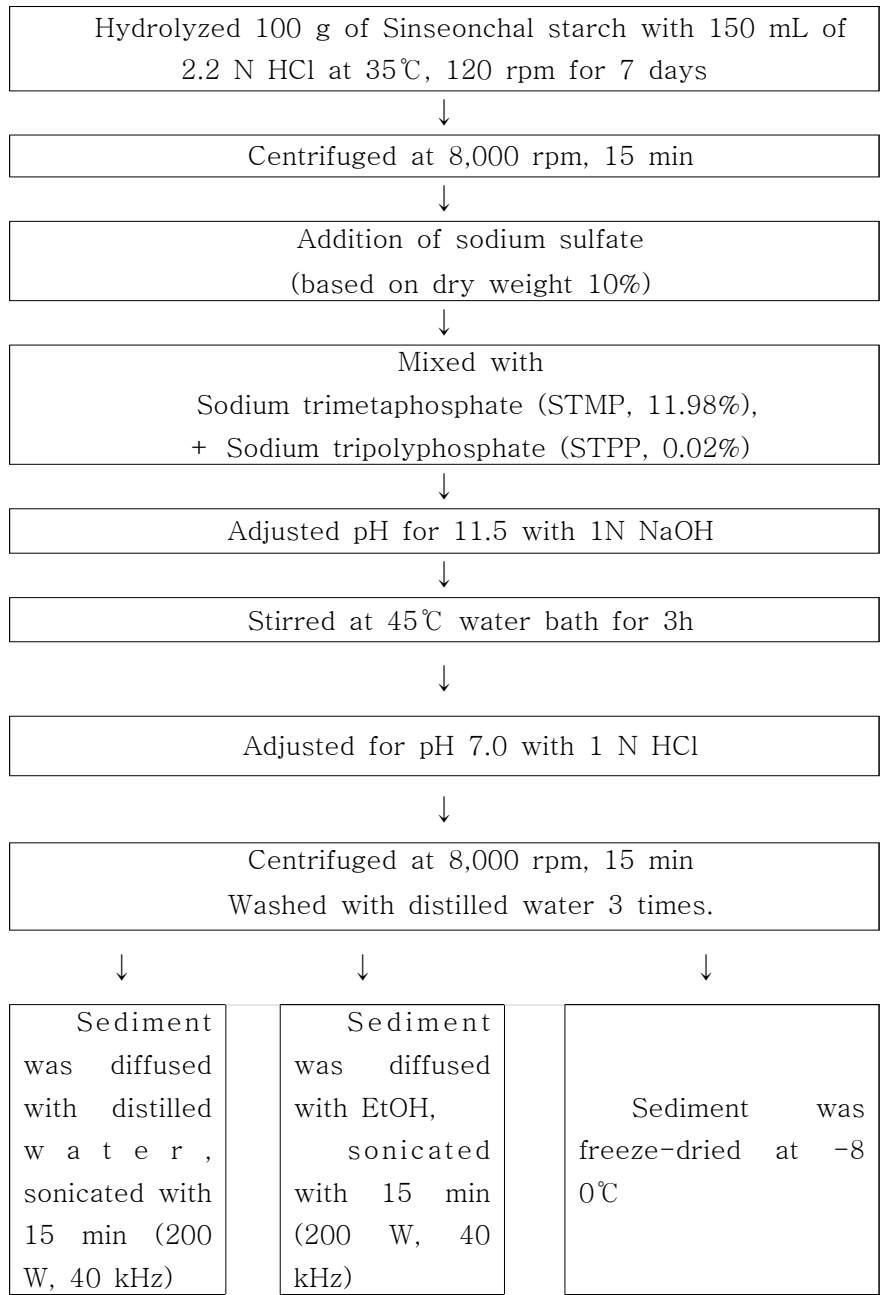 Hydrolyzed 100 g of Sinseonchal starch with 150 mL of
2.2 N HCl at 35℃, 120 rpm for 7 days
↓
Centrifuged at 8,000 rpm, 15 min
↓
Addition of sodium sulfate
(based on dry weight 10%)
↓
Mixed with
Sodium trimetaphosphate (STMP, 11.98%),
+ Sodium tripolyphosphate (STPP, 0.02%)
↓
Adjusted pH for 11.5 with 1N NaOH
↓
Stirred at 45℃ water bath for 3h
↓
Adjusted for pH 7.0 with 1 N HCl
↓
Centrifuged at 8,000 rpm, 15 min
Washed with distilled water 3 times.
↓ ↓ ↓
Sediment
was diffused
with distilled
water,
sonicated with
15 min (200
W, 40 kHz)
Sediment
was diffused
with EtOH,
sonicated
with 15 min
(200 W, 40
kHz)
Sediment was
freeze-dried at -8
0℃